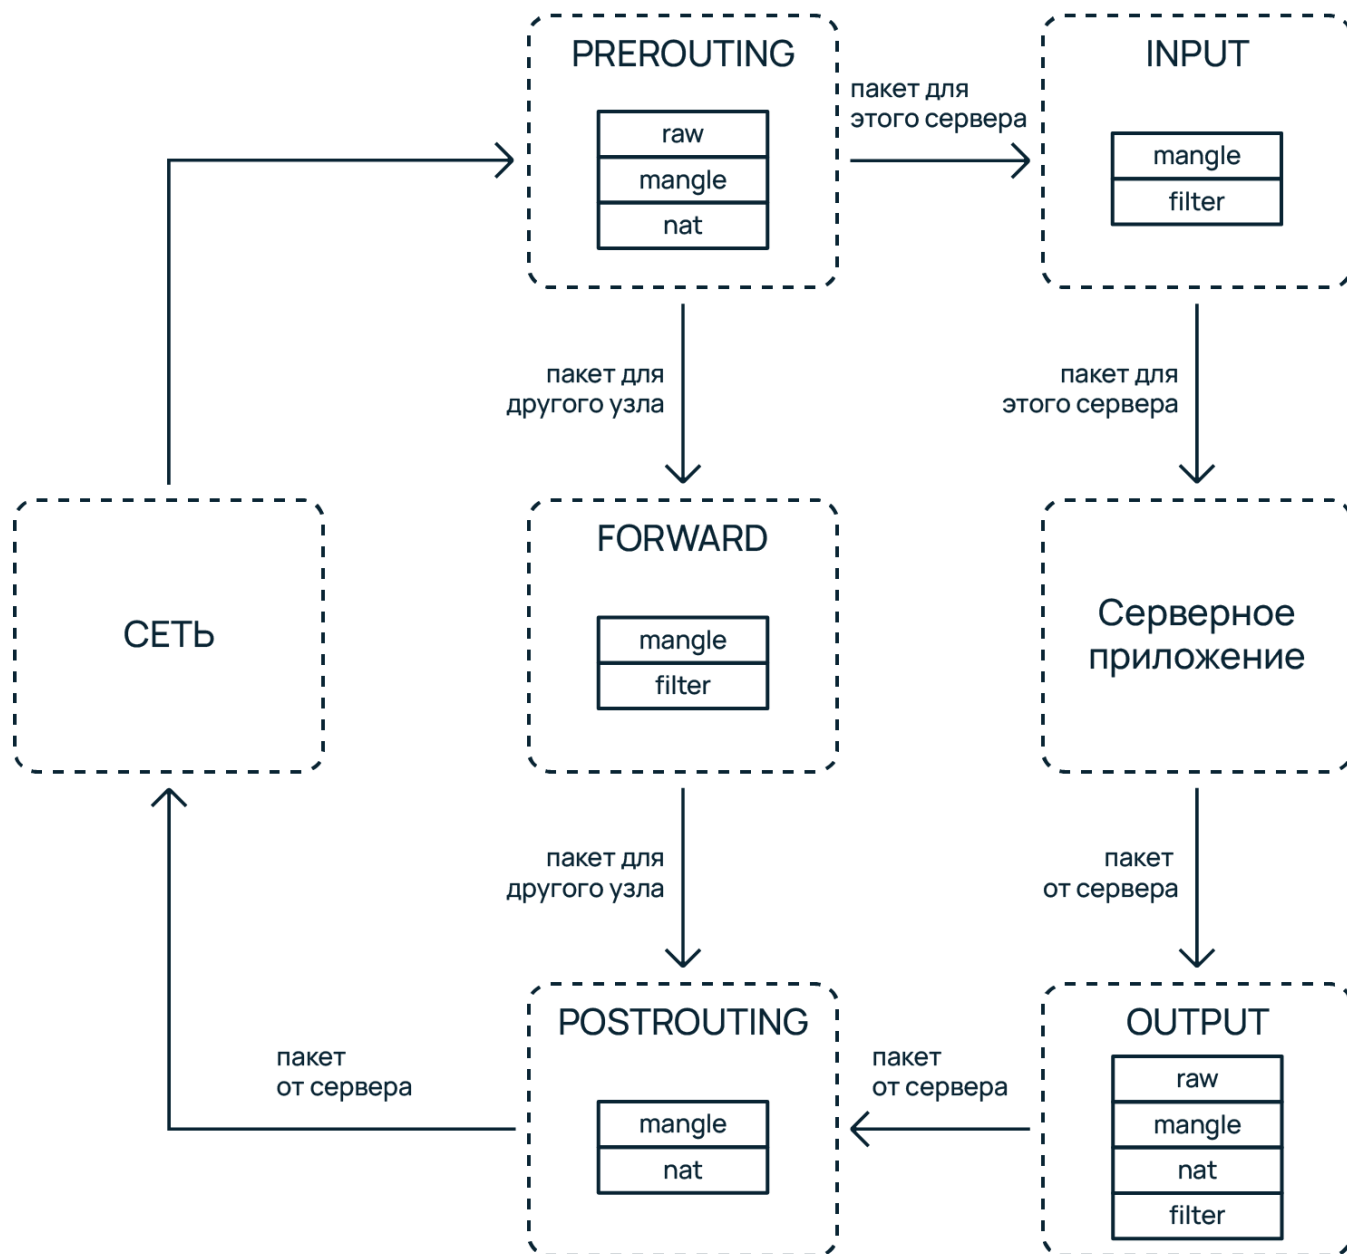 PREROUTING
raw
mangle
nat
пакет для
этого сервера
INPUT
mangle
filter
пакет для
другого узла
пакет для
этого сервера
СЕТЬ
FORWARD
mangle
filter
Серверное
приложение
пакет для
другого узла
пакет
от сервера
пакет
от сервера
POSTROUTING
mangle
nat
пакет
от сервера
OUTPUT
raw
mangle
nat
filter